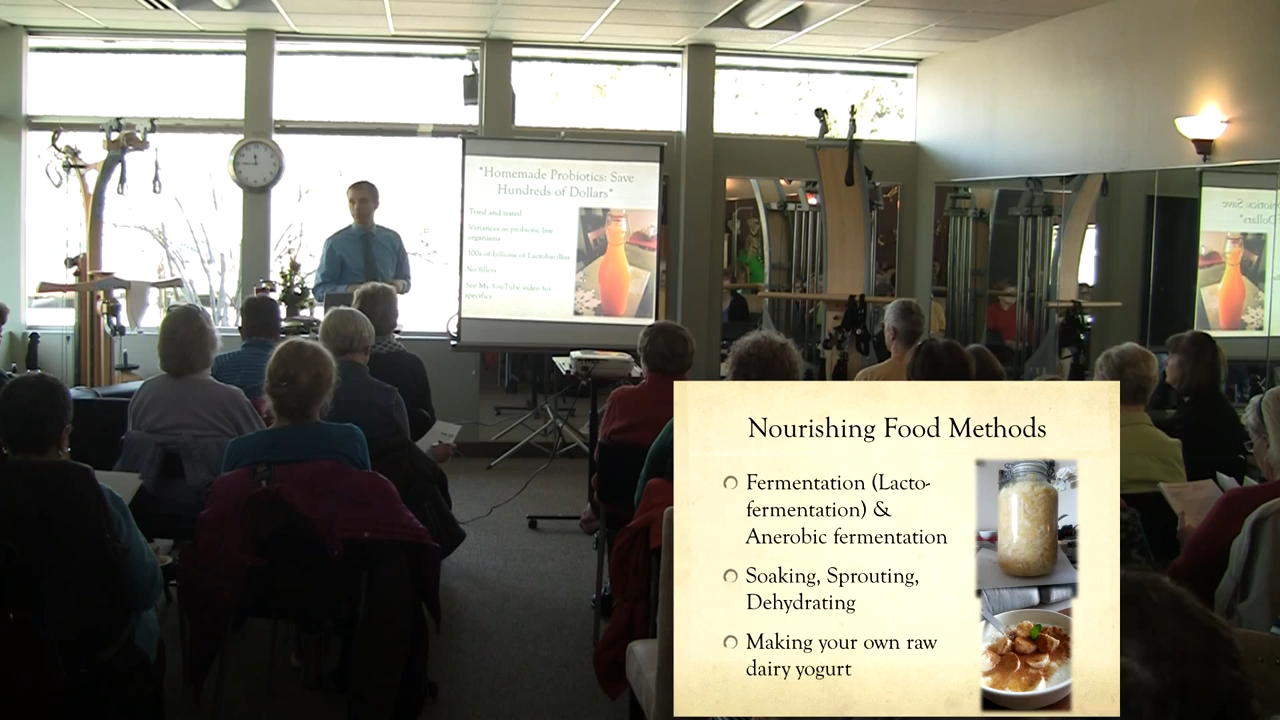 "Homemade Probiotics: Save
Hundreds of Dollars"
Tried and tested
Variances in probiotic live
organisms
100s of billions of Lactobacillus
No fillers
See My YouTube video for
specifics
Nourishing Food Methods
Fermentation (Lacto-
fermentation) &
Anerobic fermentation
Soaking, Sprouting,
Dehydrating
Making your own raw
dairy yogurt